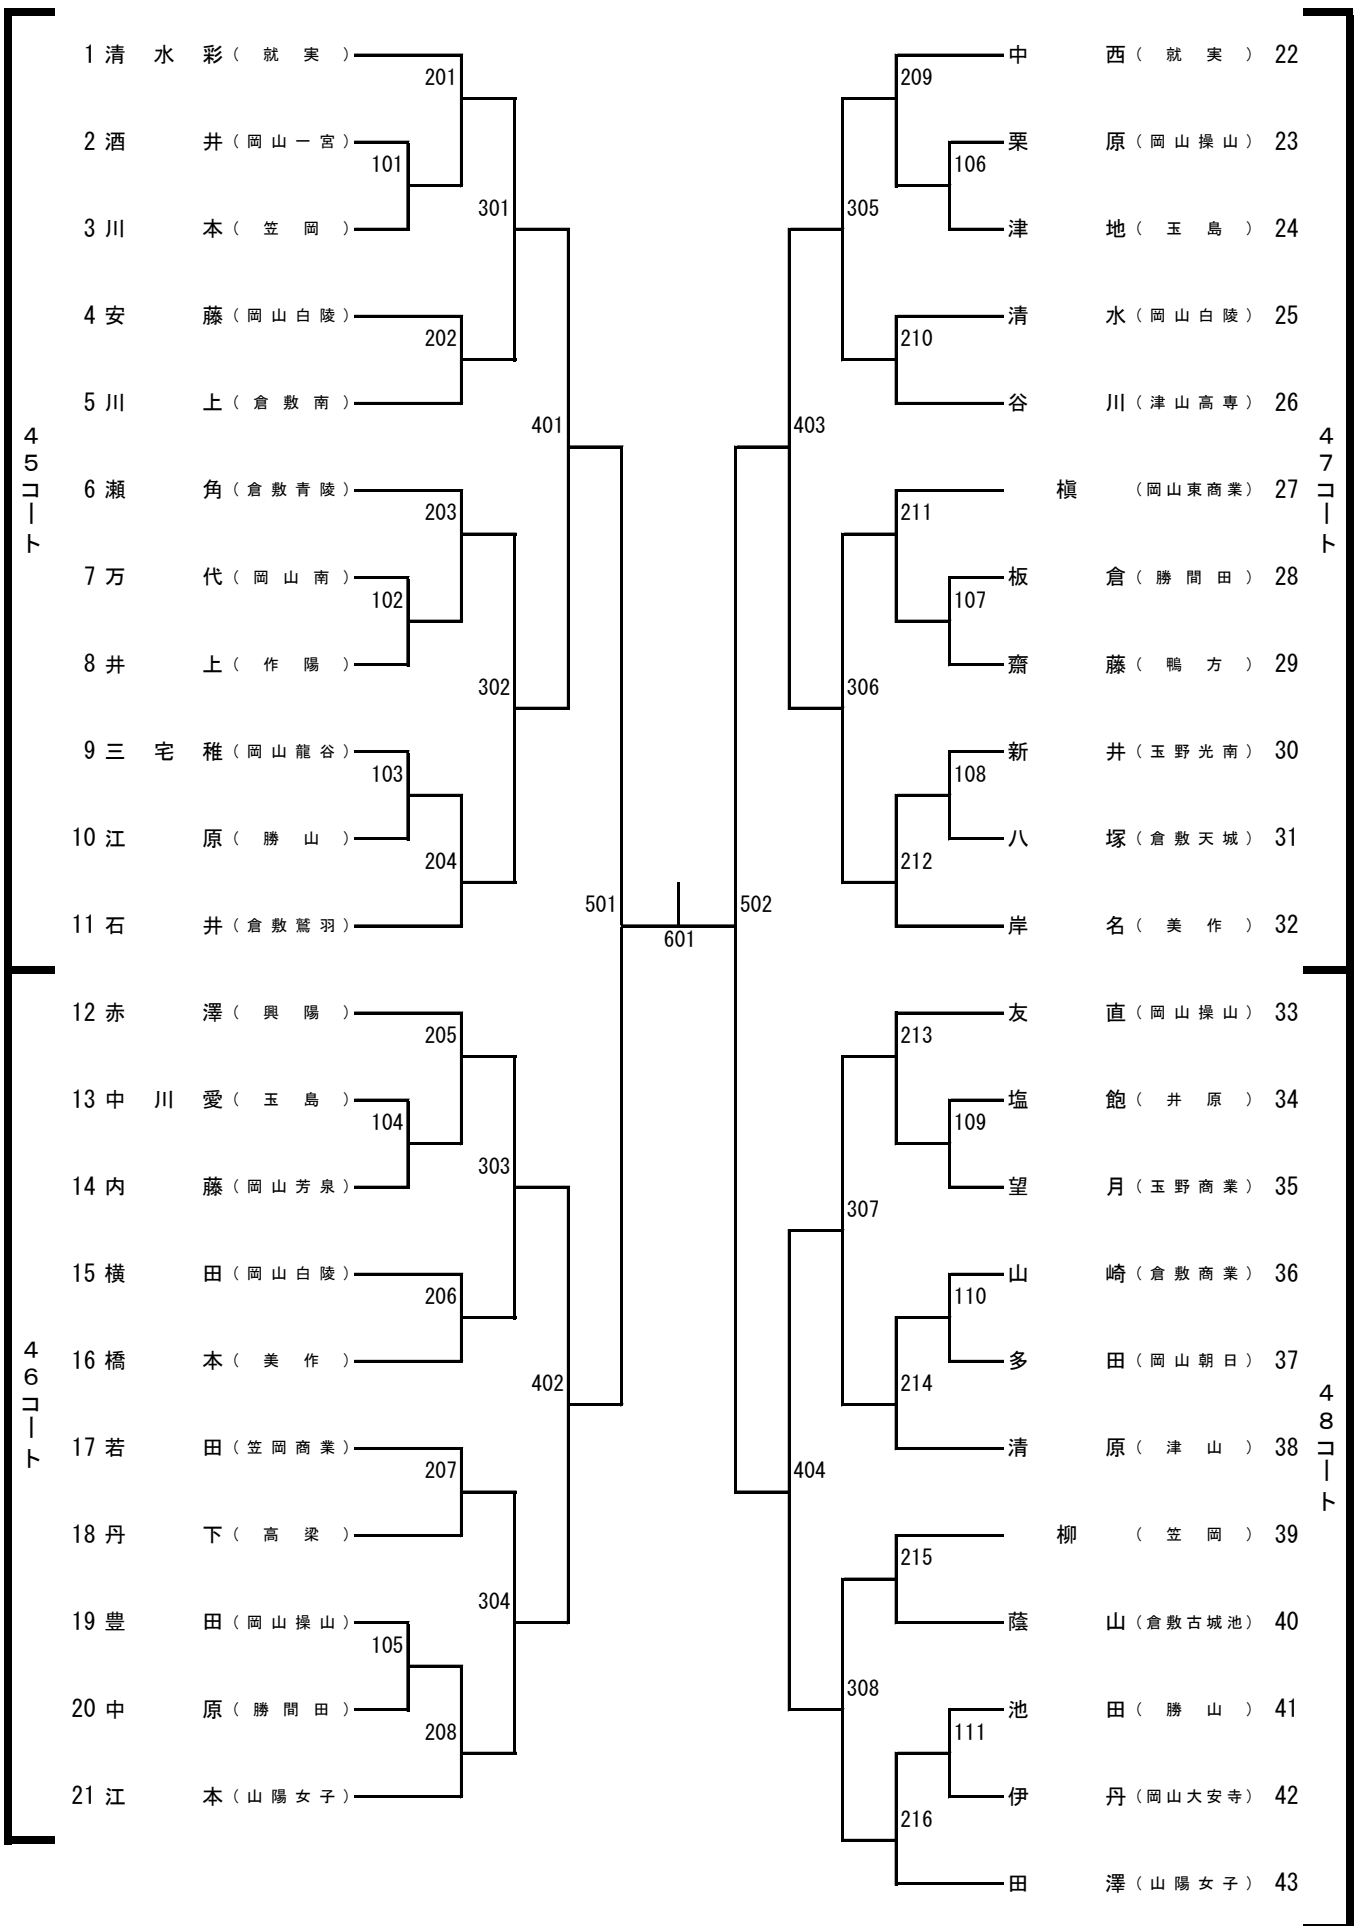 45コート
1 清水彩 (就実)
201
2 酒井 (岡山一宮)
101
3 川本 (笠岡)
301
4 安藤 (岡山白陵)
202
5 川上 (倉敷南)
401
6 瀬角 (倉敷青陵)
203
7 万代 (岡山南)
102
8 井上 (作陽)
302
9 三宅稚 (岡山龍谷)
103
10 江原 (勝山)
204
11 石井 (倉敷鷲羽)
501
46コート
12 赤澤 (興陽)
205
13 中川愛 (玉島)
104
14 内藤 (岡山芳泉)
303
15 横田 (岡山白陵)
206
16 橋本 (美作)
402
17 若田 (笠岡商業)
207
18 丹下 (高梁)
304
19 豊田 (岡山操山)
105
20 中原 (勝間田)
208
21 江本 (山陽女子)
601
47コート
中西 (就実) 22
209
栗原 (岡山操山) 23
106
津地 (玉島) 24
305
清水 (岡山白陵) 25
210
谷川 (津山高専) 26
403
槇 (岡山東商業) 27
211
板倉 (勝間田) 28
107
齋藤 (鴨方) 29
306
新井 (玉野光南) 30
108
八塚 (倉敷天城) 31
212
岸名 (美作) 32
502
48コート
友直 (岡山操山) 33
213
塩飽 (井原) 34
109
望月 (玉野商業) 35
307
山崎 (倉敷商業) 36
110
多田 (岡山朝日) 37
214
清原 (津山) 38
404
柳 (笠岡) 39
215
蔭山 (倉敷古城池) 40
308
池田 (勝山) 41
111
伊丹 (岡山大安寺) 42
216
田澤 (山陽女子) 43